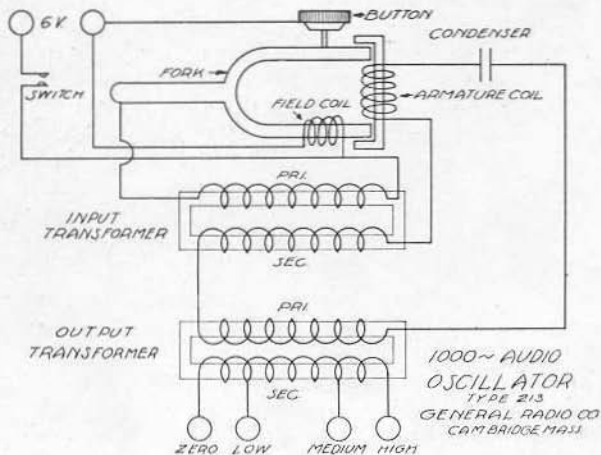 6V.
BUTTON
CONDENSER
FORK
SWITCH
FIELD COIL
ARMATURE COIL
PRI.
INPUT
TRANSFORMER
SEC.
PRI.
OUTPUT
TRANSFORMER
SEC.
1000~ AUDIO
OSCILLATOR
TYPE 213
GENERAL RADIO CO
CAMBRIDGE MASS.
ZERO LOW MEDIUM HIGH